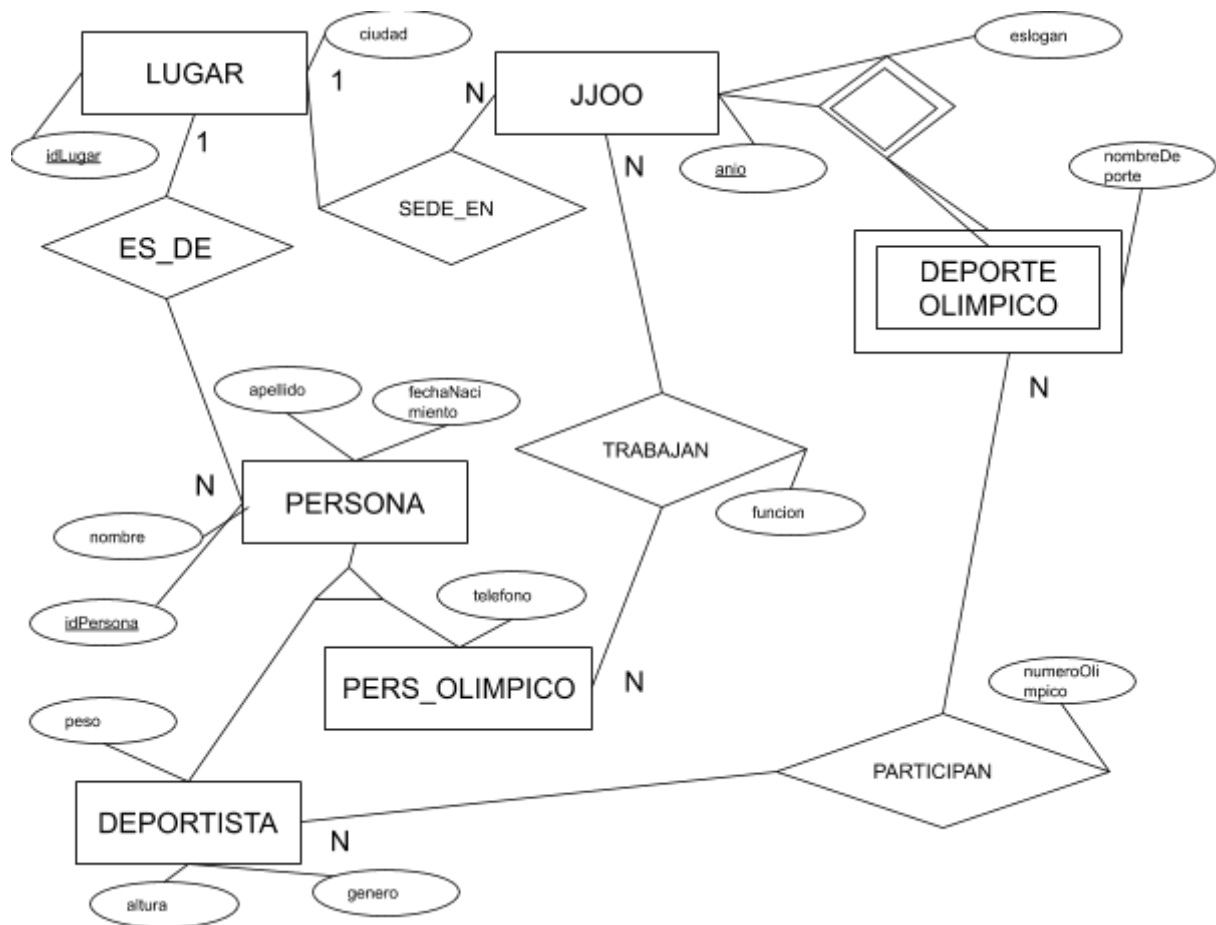 ciudad
eslogan
LUGAR
1
N
JJOO
1
idLugar
N
anio
nombreDe
porte
SEDE_EN
ES_DE
DEPORTE
OLIMPICO
apellido
fechaNaci
miento
N
TRABAJAN
N
PERSONA
funcion
nombre
telefono
idPersona
PERS_OLIMPICO
N
numeroOli
mpico
peso
PARTICIPAN
DEPORTISTA
N
altura
genero